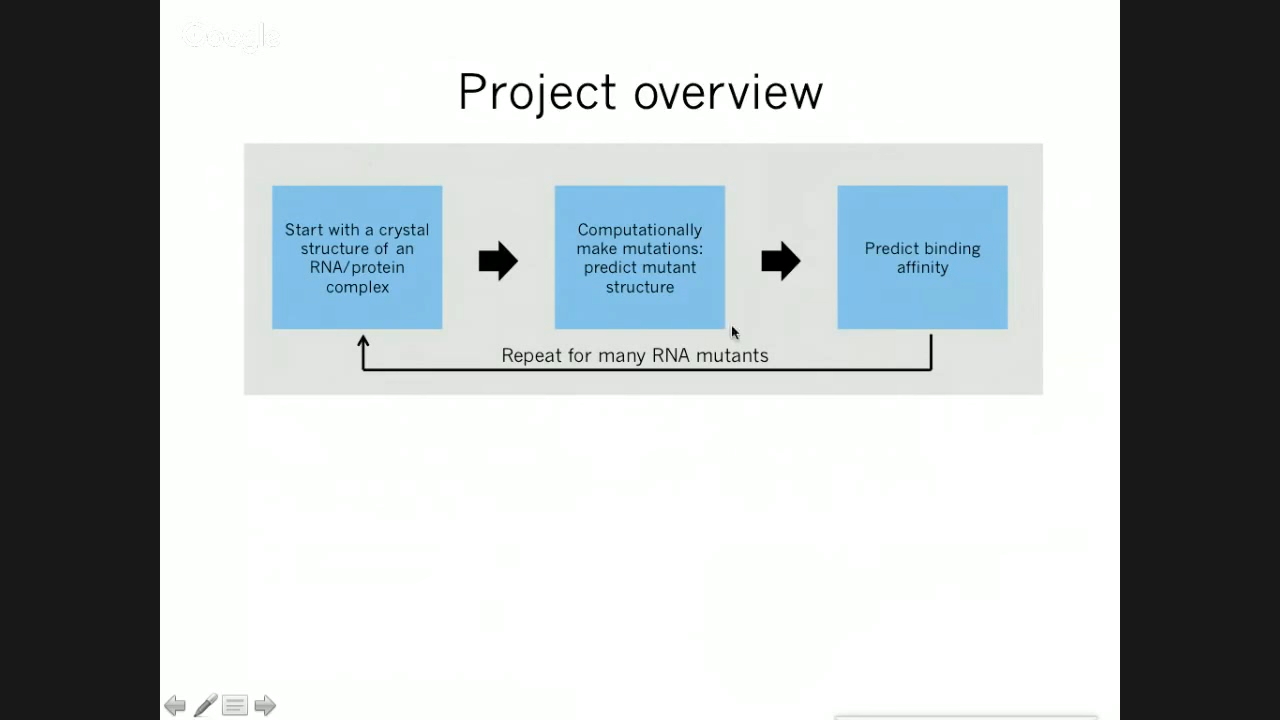 Google
Project overview
Start with a crystal
structure of an
RNA/protein
complex
Computationally
make mutations:
predict mutant
structure
Predict binding
affinity
Repeat for many RNA mutants